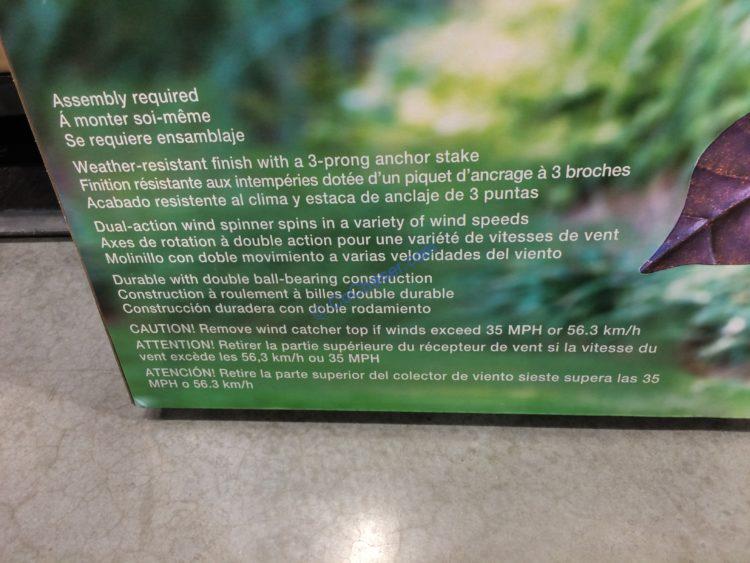 Assembly required
À monter soi-même
Se requiere ensamblaje
Weather-resistant finish with a 3-prong anchor stake
Finition résistante aux intempéries dotée d'un piquet d'ancrage à 3 broches
Acabado resistente al clima y estaca de anclaje de 3 puntas
Dual-action wind spinner spins in a variety of wind speeds
Axes de rotation à double action pour une variété de vitesses de vent
Molinillo con doble movimiento a varias velocidades del viento
Durable with double ball-bearing construction
Construction à roulement à billes double durable
Construcción duradera con doble rodamiento
CAUTION! Remove wind catcher top if winds exceed 35 MPH or 56.3 km/h
ATTENTION! Retirer la partie supérieure du récepteur de vent si la vitesse du
vent excède les 56,3 km/h ou 35 MPH
ATENCIÓN! Retire la parte superior del colector de viento sieste supera las 35
MPH o 56.3 km/h